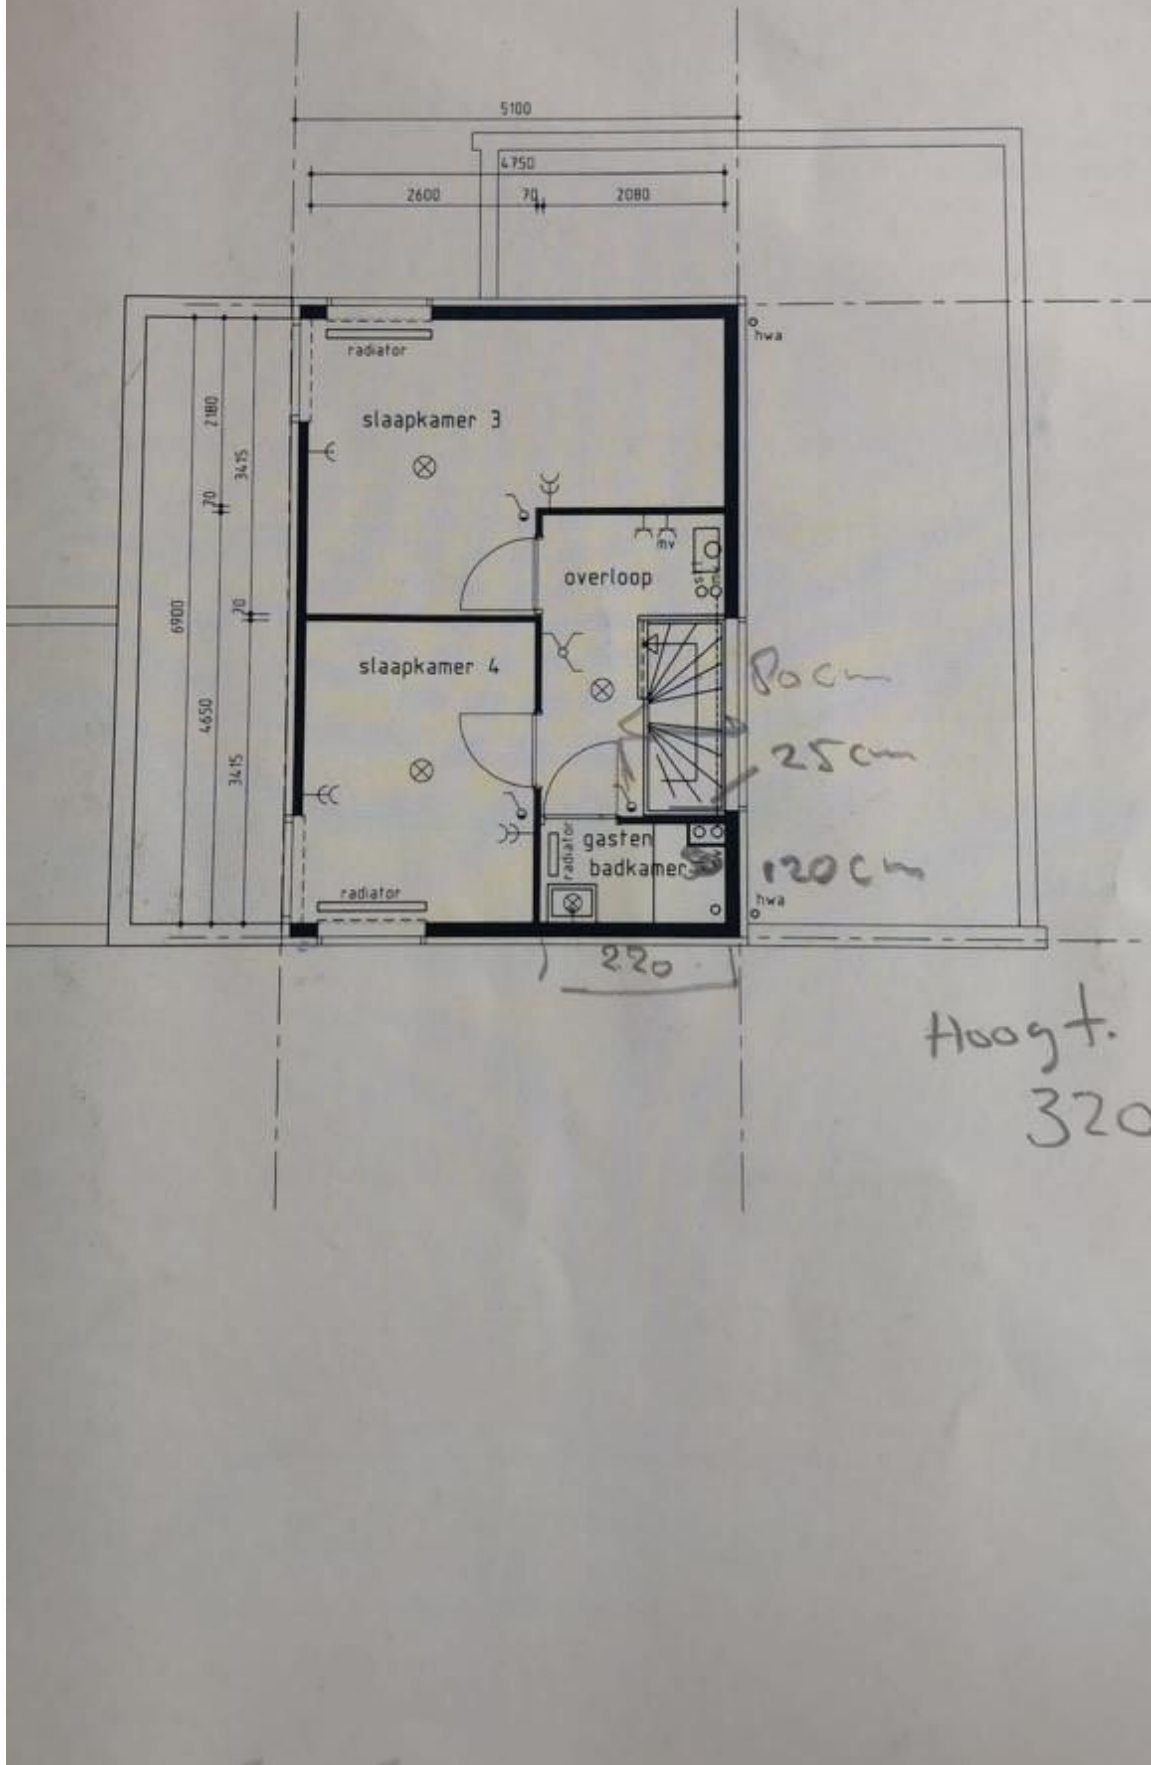 5100
4750
2600 70 2080
radiator
hwa
slaapkamer 3
2180
3415
70
mv
overloop
70
6900
slaapkamer 4
80cm
4650
25cm
3415
radiator
gasten
badkamer
120cm
radiator
hwa
220
Hoogt.
320